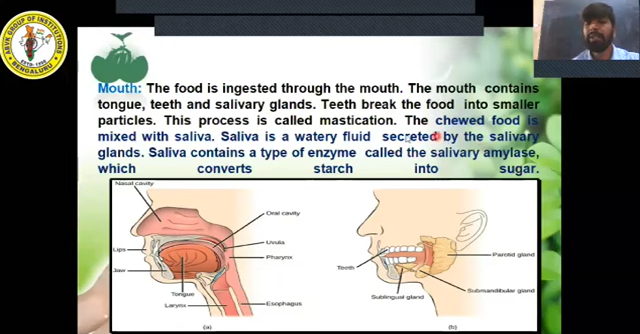 ABVK GROUP OF INSTITUTIONS
BENGALURU
Mouth: The food is ingested through the mouth. The mouth contains
tongue, teeth and salivary glands. Teeth break the food into smaller
particles. This process is called mastication. The chewed food is
mixed with saliva. Saliva is a watery fluid secreted by the salivary
glands. Saliva contains a type of enzyme called the salivary amylase,
which converts starch into sugar.
Nasal cavity
Oral cavity
Lips
Uvula
Pharynx
Jaw
Tongue
Larynx
Esophagus
(a)
Teeth
Parotid gland
Submandibular gland
Sublingual gland
(b)